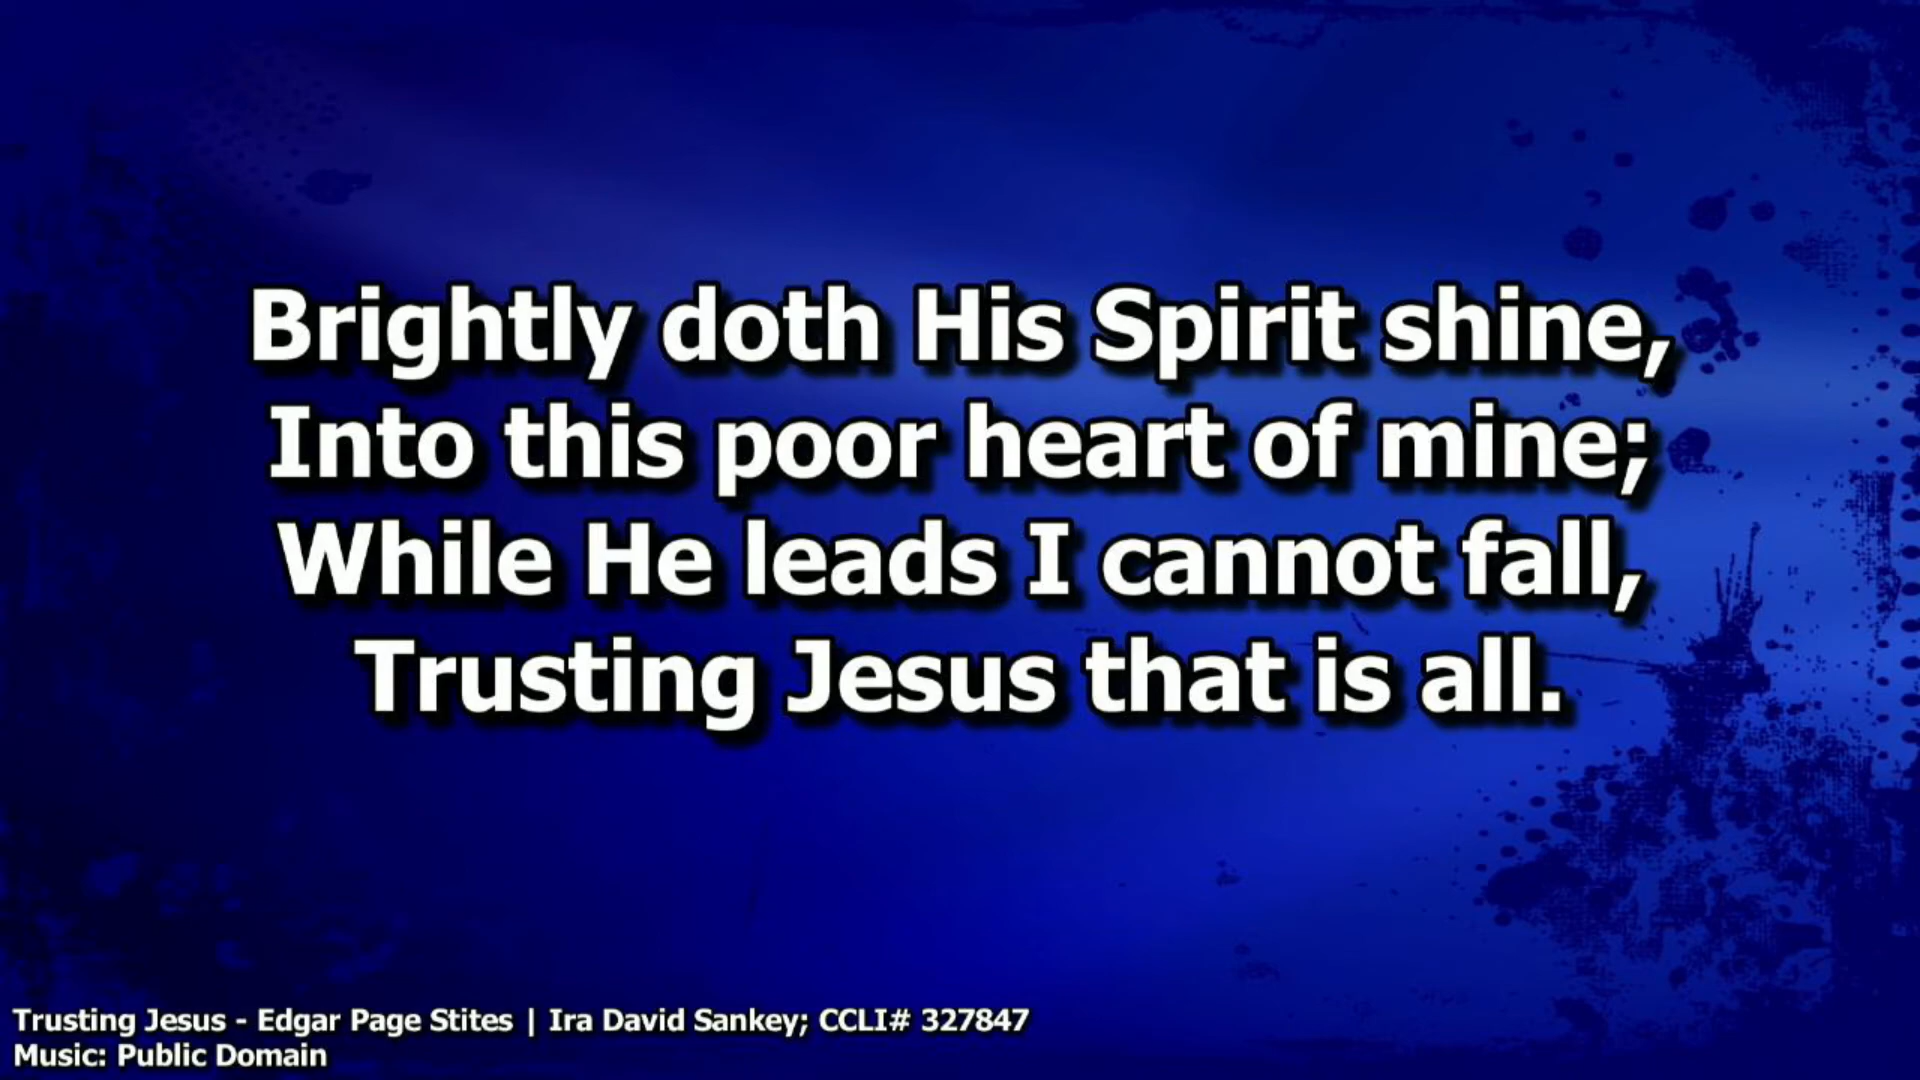 Brightly doth His Spirit shine,
Into this poor heart of mine;
While He leads I cannot fall,
Trusting Jesus that is all.
Trusting Jesus - Edgar Page Stites | Ira David Sankey; CCLI# 327847
Music: Public Domain